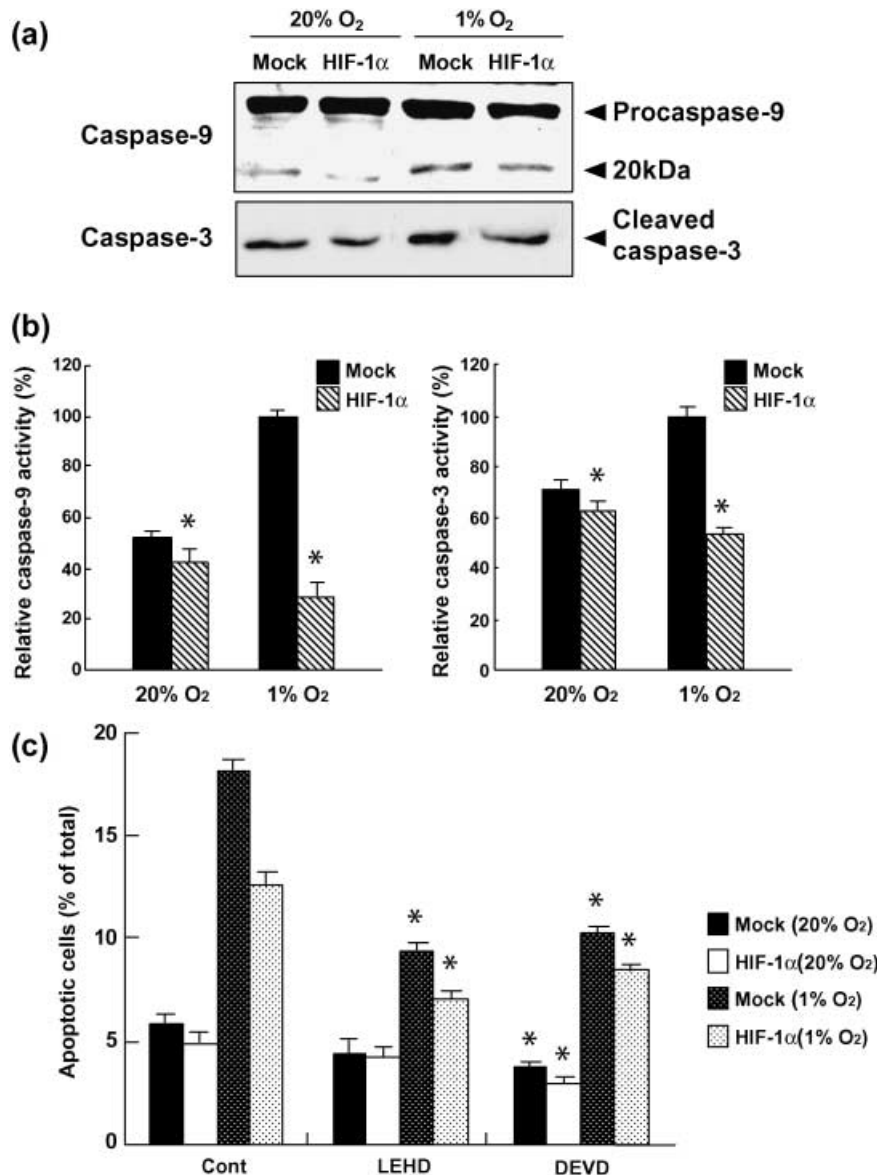 (a)
20% O2 1% O2
Mock HIF-1α Mock HIF-1α
Caspase-9
Procaspase-9
20kDa
Caspase-3
Cleaved
caspase-3
(b)
Relative caspase-9 activity (%)
120
100
80
60
40
20
0
Mock
HIF-1α
* *
20% O2 1% O2
Relative caspase-3 activity (%)
120
100
80
60
40
20
0
Mock
HIF-1α
* *
20% O2 1% O2
(c)
Apoptotic cells (% of total)
20
15
10
5
0
* * * * * *
Cont LEHD DEVD
Mock (20% O2)
HIF-1α(20% O2)
Mock (1% O2)
HIF-1α(1% O2)